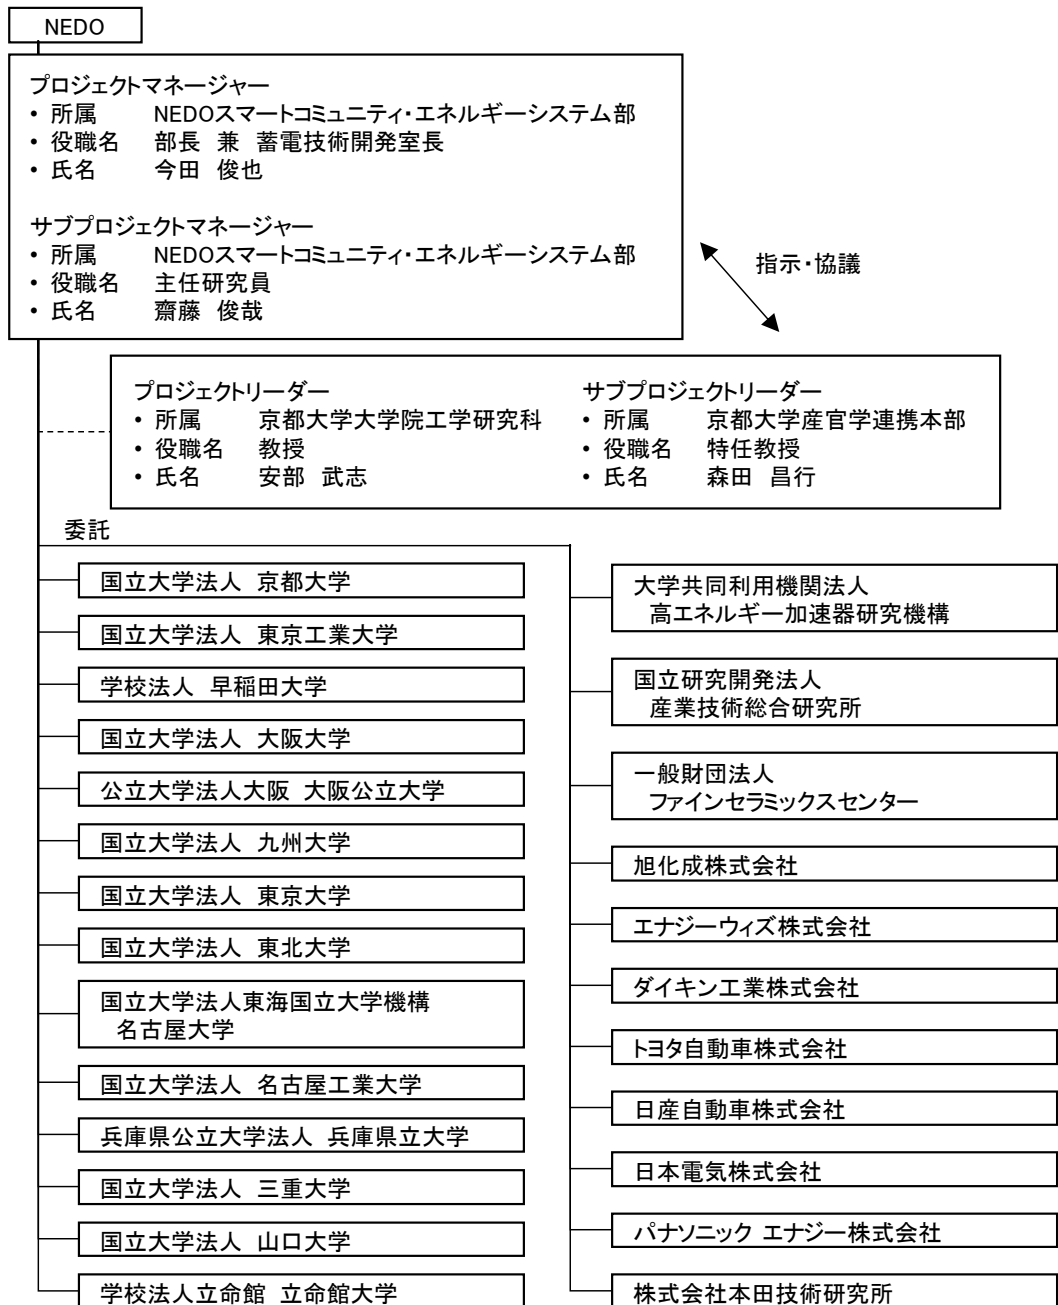 NEDO
プロジェクトマネージャー
• 所属 NEDOスマートコミュニティ・エネルギーシステム部
• 役職名 部長 兼 蓄電技術開発室長
• 氏名 今田 俊也
サブプロジェクトマネージャー
• 所属 NEDOスマートコミュニティ・エネルギーシステム部
• 役職名 主任研究員
• 氏名 齋藤 俊哉
指示・協議
プロジェクトリーダー
• 所属 京都大学大学院工学研究科
• 役職名 教授
• 氏名 安部 武志
サブプロジェクトリーダー
• 所属 京都大学産官学連携本部
• 役職名 特任教授
• 氏名 森田 昌行
委託
国立大学法人 京都大学
国立大学法人 東京工業大学
学校法人 早稲田大学
国立大学法人 大阪大学
公立大学法人大阪 大阪公立大学
国立大学法人 九州大学
国立大学法人 東京大学
国立大学法人 東北大学
国立大学法人東海国立大学機構
名古屋大学
国立大学法人 名古屋工業大学
兵庫県公立大学法人 兵庫県立大学
国立大学法人 三重大学
国立大学法人 山口大学
学校法人立命館 立命館大学
大学共同利用機関法人
高エネルギー加速器研究機構
国立研究開発法人
産業技術総合研究所
一般財団法人
ファインセラミックスセンター
旭化成株式会社
エナジーウィズ株式会社
ダイキン工業株式会社
トヨタ自動車株式会社
日産自動車株式会社
日本電気株式会社
パナソニック エナジー株式会社
株式会社本田技術研究所